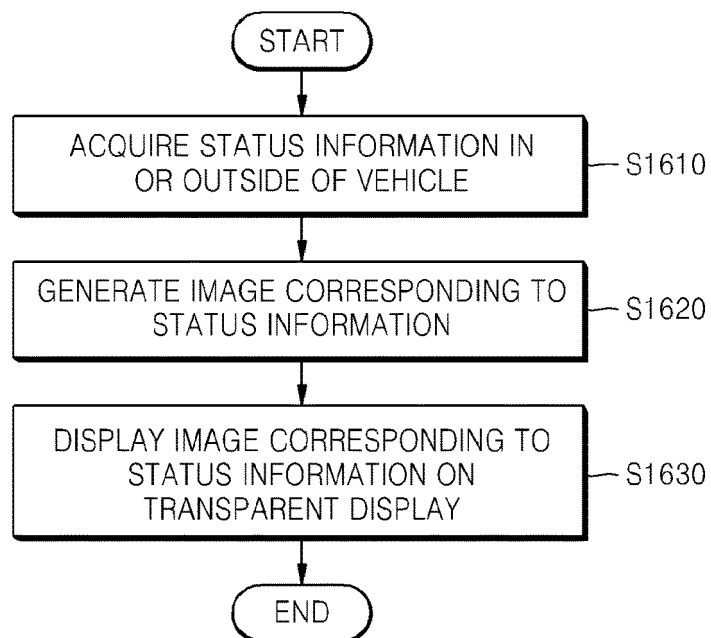 START
ACQUIRE STATUS INFORMATION IN
OR OUTSIDE OF VEHICLE
S1610
GENERATE IMAGE CORRESPONDING TO
STATUS INFORMATION
S1620
DISPLAY IMAGE CORRESPONDING TO
STATUS INFORMATION ON
TRANSPARENT DISPLAY
S1630
END